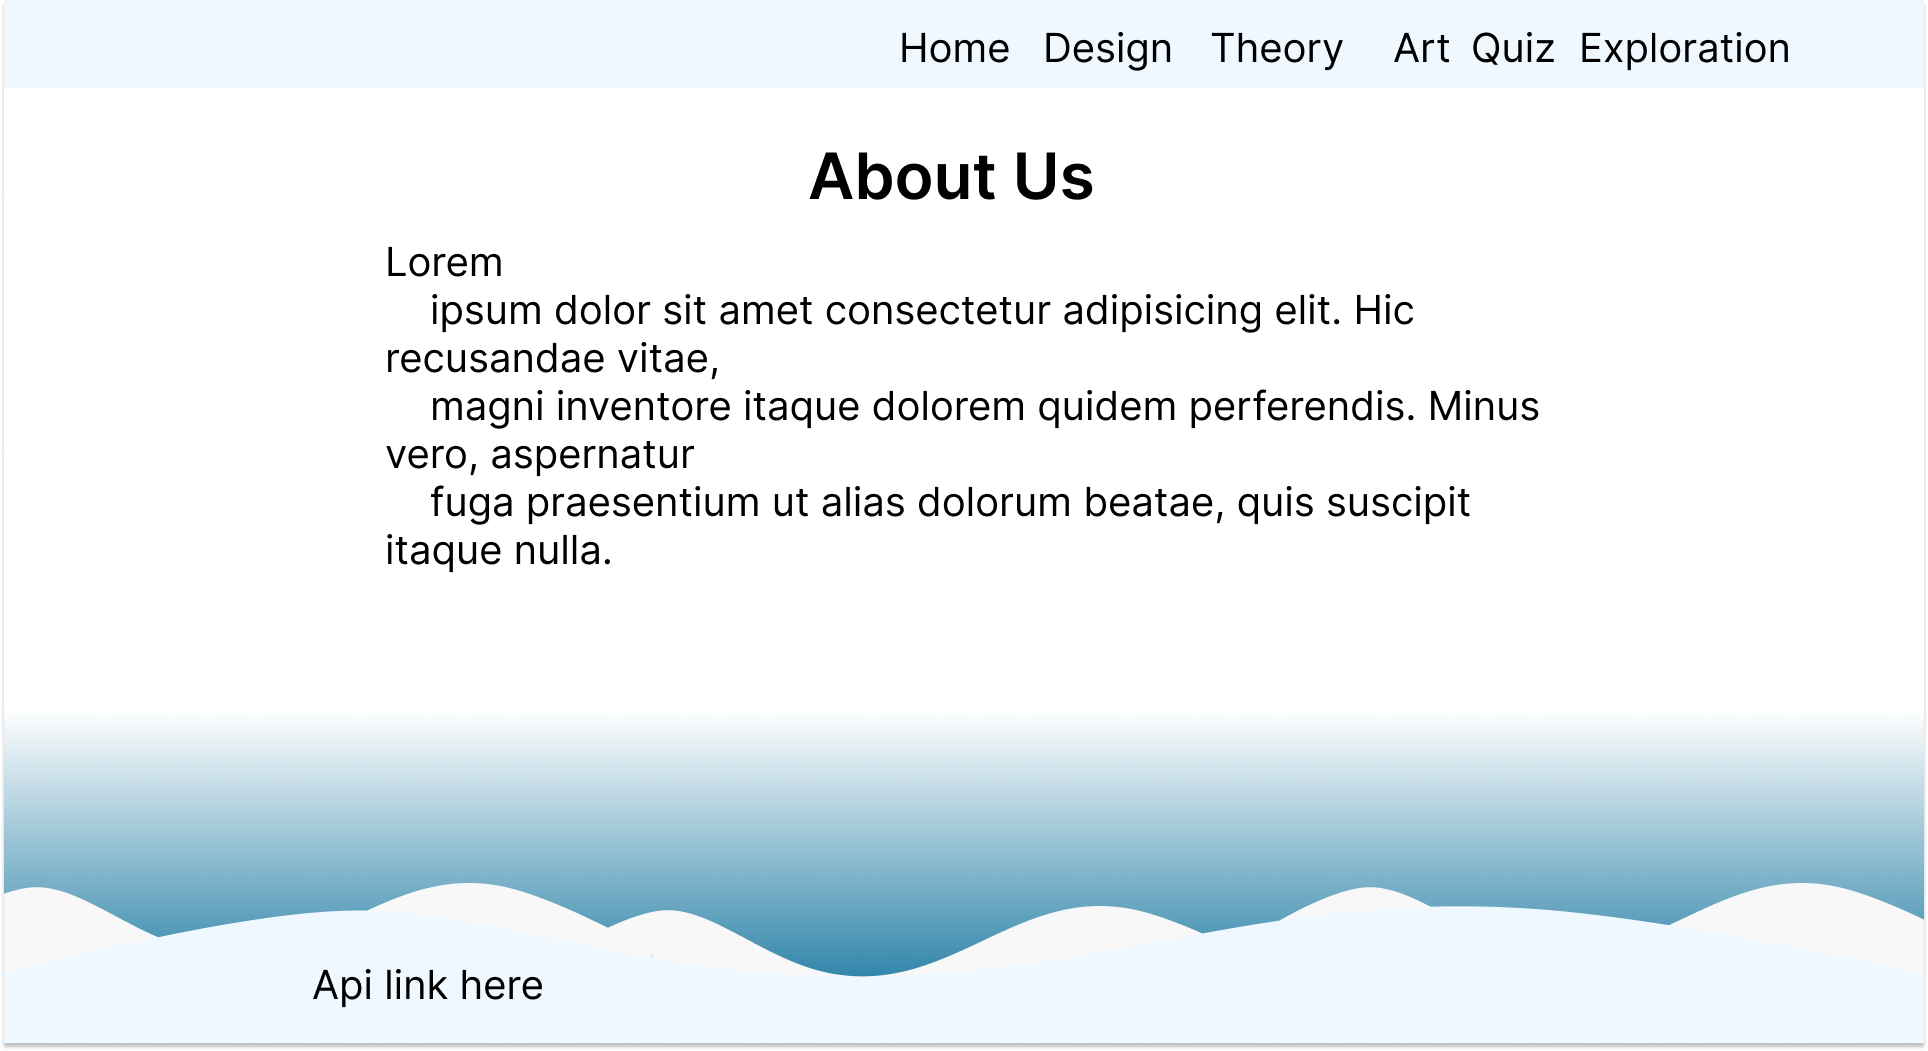 Home Design Theory Art Quiz Exploration
About Us
Lorem
ipsum dolor sit amet consectetur adipisicing elit. Hic
recusandae vitae,
magni inventore itaque dolorem quidem perferendis. Minus
vero, aspernatur
fuga praesentium ut alias dolorum beatae, quis suscipit
itaque nulla.
Api link here